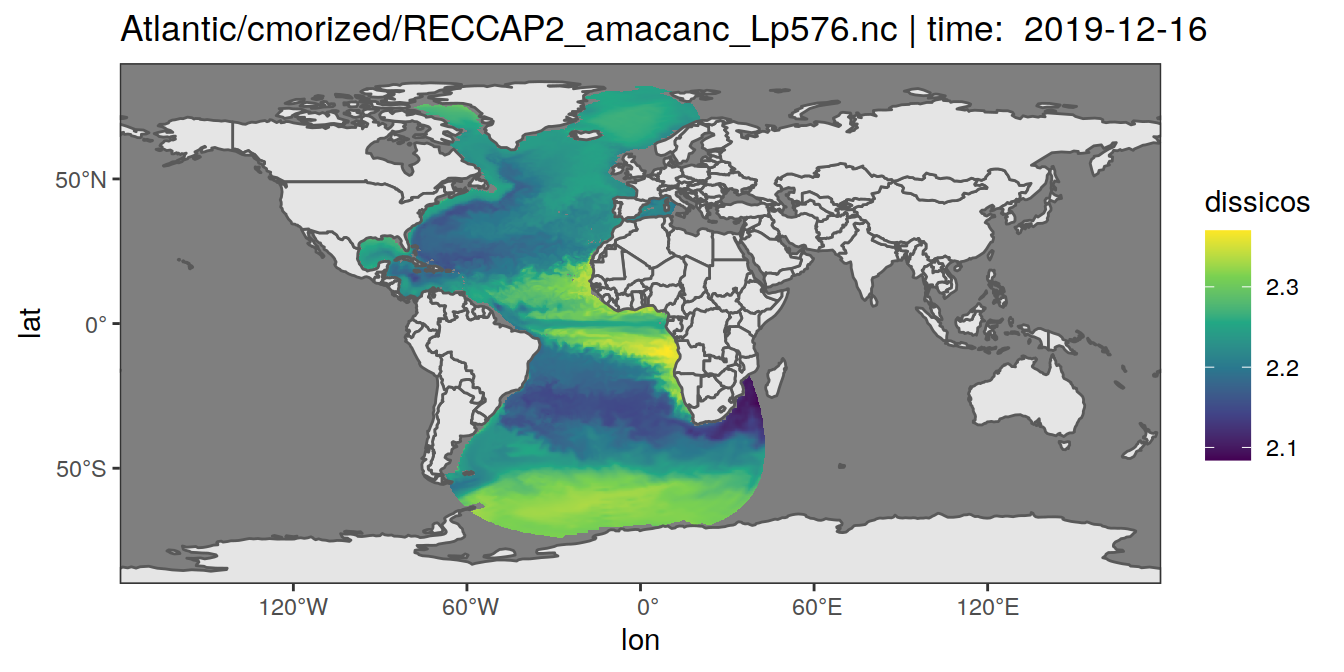 Atlantic/cmorized/RECCAP2_amacanc_Lp576.nc | time:  2019-12-16
dissicos
2.3
2.2
2.1
lat
50°N
0°
50°S
120°W
60°W
0°
60°E
120°E
lon